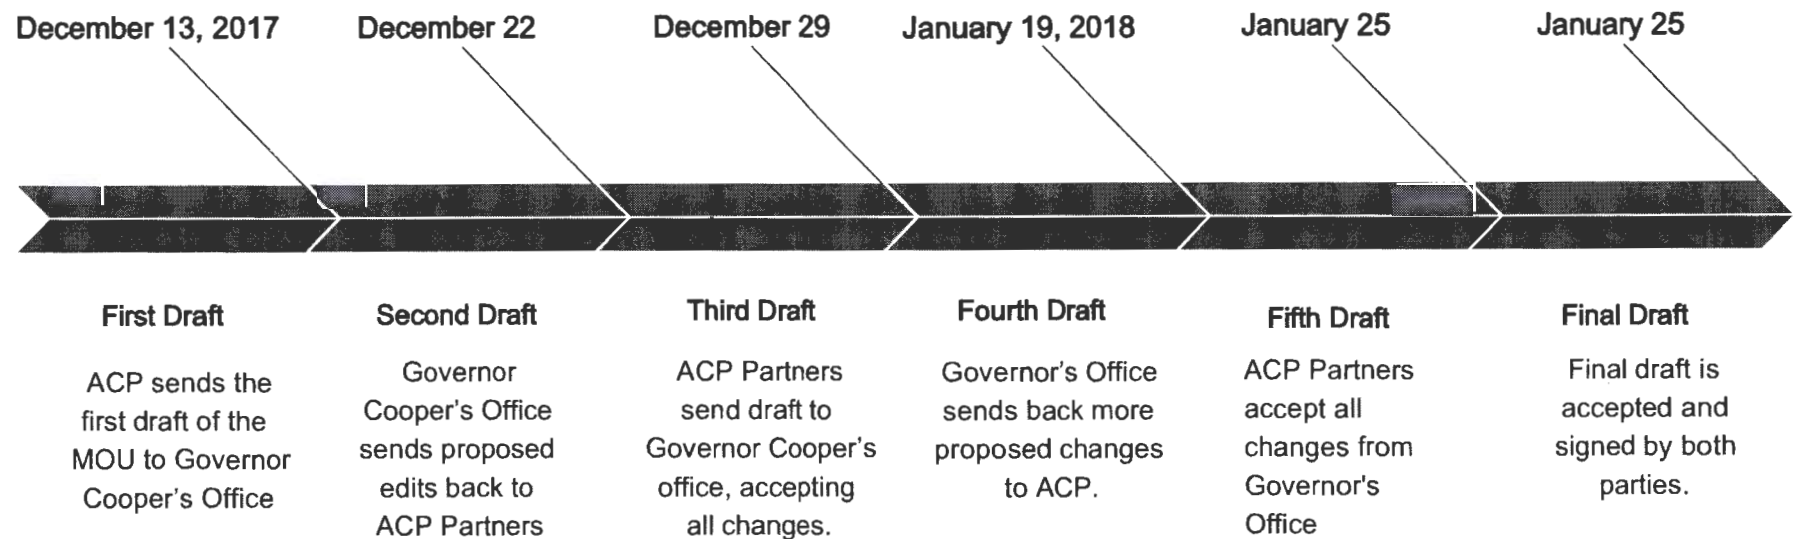 December 13, 2017
December 22
December 29
January 19, 2018
January 25
January 25
First Draft
ACP sends the
first draft of the
MOU to Governor
Cooper's Office
Second Draft
Governor
Cooper's Office
sends proposed
edits back to
ACP Partners
Third Draft
ACP Partners
send draft to
Governor Cooper's
office, accepting
all changes.
Fourth Draft
Governor's Office
sends back more
proposed changes
to ACP.
Fifth Draft
ACP Partners
accept all
changes from
Governor's
Office
Final Draft
Final draft is
accepted and
signed by both
parties.